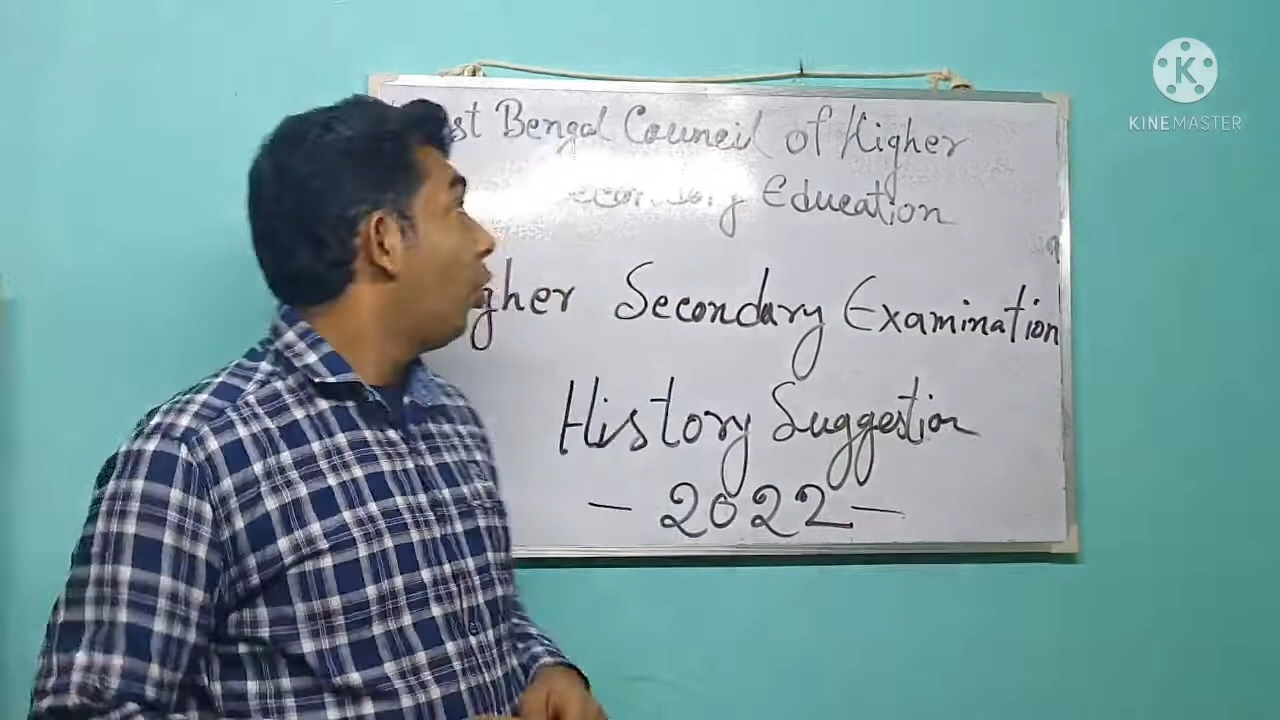 st Bengal Council of Higher
Education
gher Secondary Examination
History Suggestion
- 2022 -
K
KINEMASTER